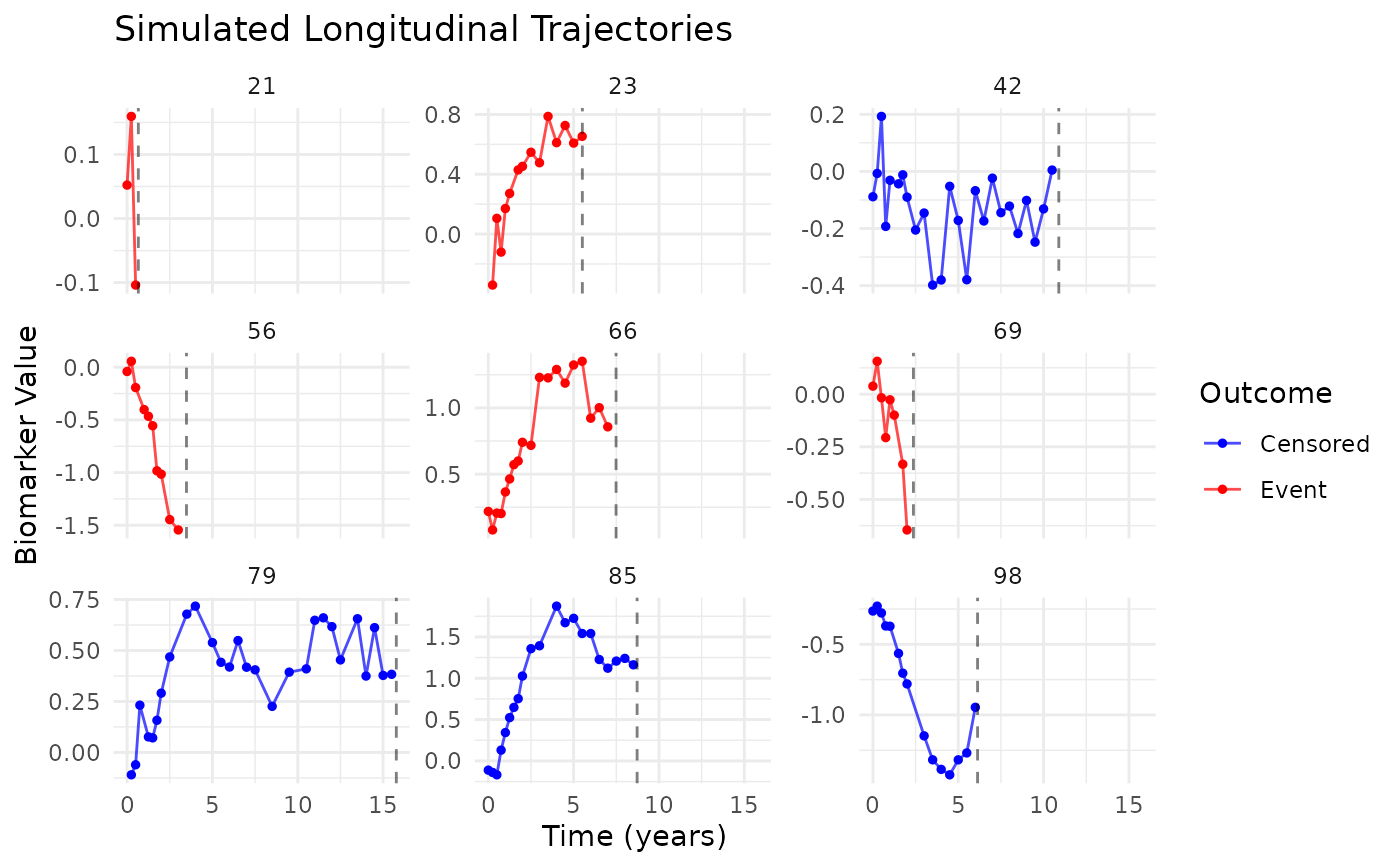 Simulated Longitudinal Trajectories
21 23 42
0.1
0.0
-0.1
0.8
0.4
0.0
0.2
0.0
-0.2
-0.4
56 66 69
0.0
-0.5
-1.0
-1.5
1.0
0.5
0.00
-0.25
-0.50
79 85 98
0.75
0.50
0.25
0.00
1.5
1.0
0.5
0.0
-0.5
-1.0
0 5 10 15 0 5 10 15 0 5 10 15
Time (years)
Biomarker Value
Outcome
Censored
Event